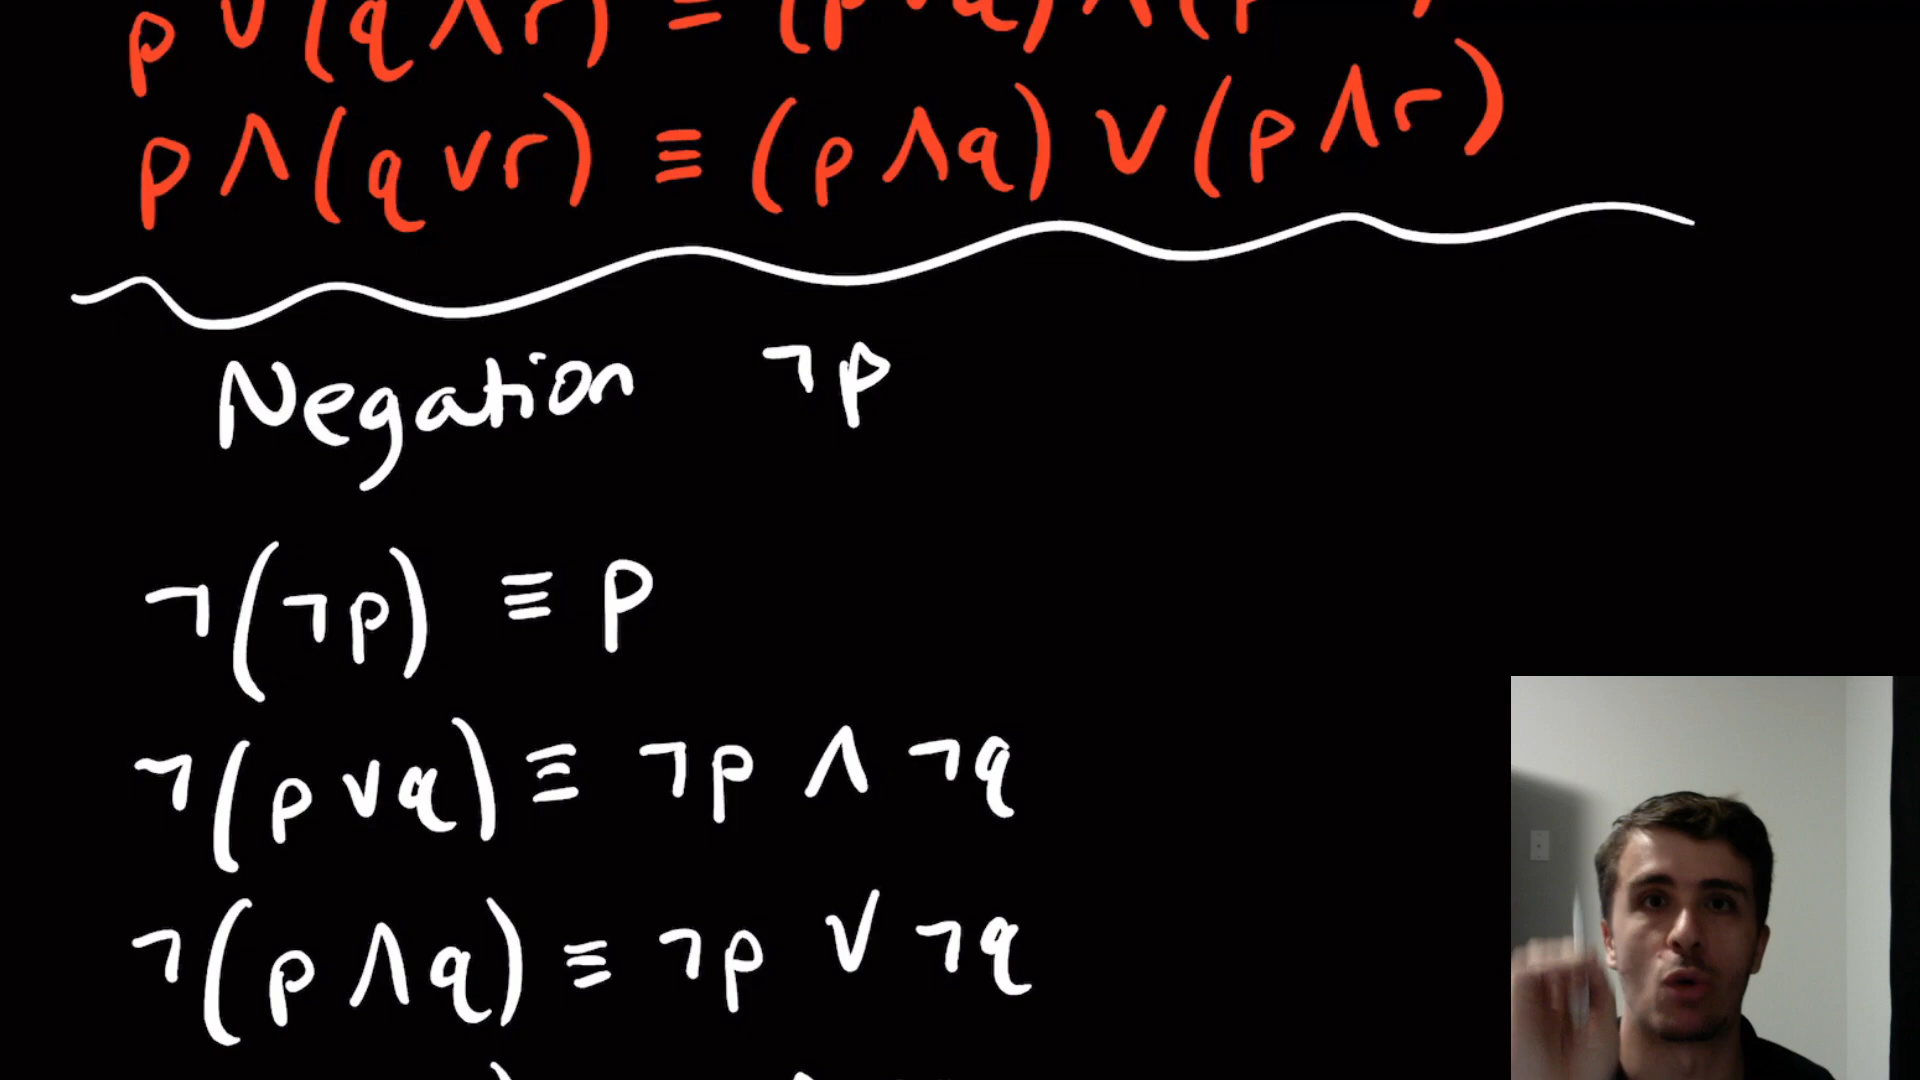 p ∨ (q ∧ r) ≡ (p ∨ q) ∧ (p
p ∧ (q ∨ r) ≡ (p ∧ q) ∨ (p ∧ r)
Negation ¬p
¬(¬p) ≡ p
¬(p ∨ q) ≡ ¬p ∧ ¬q
¬(p ∧ q) ≡ ¬p ∨ ¬q